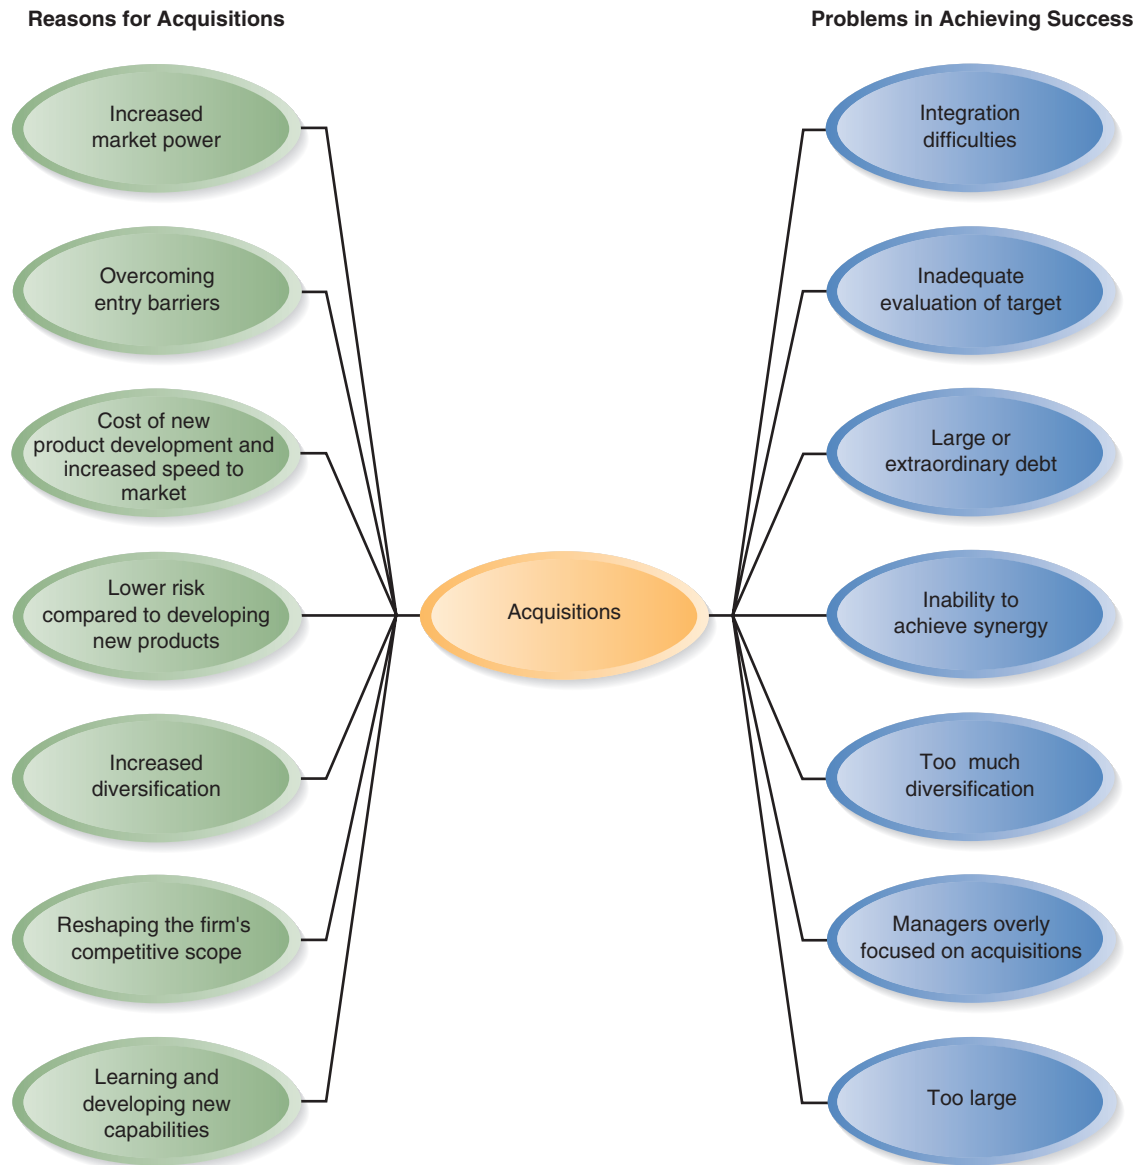 Reasons for Acquisitions
Increased
market power
Overcoming
entry barriers
Cost of new
product development and
increased speed to
market
Lower risk
compared to developing
new products
Increased
diversification
Reshaping the firm's
competitive scope
Learning and
developing new
capabilities
Acquisitions
Problems in Achieving Success
Integration
difficulties
Inadequate
evaluation of target
Large or
extraordinary debt
Inability to
achieve synergy
Too much
diversification
Managers overly
focused on acquisitions
Too large